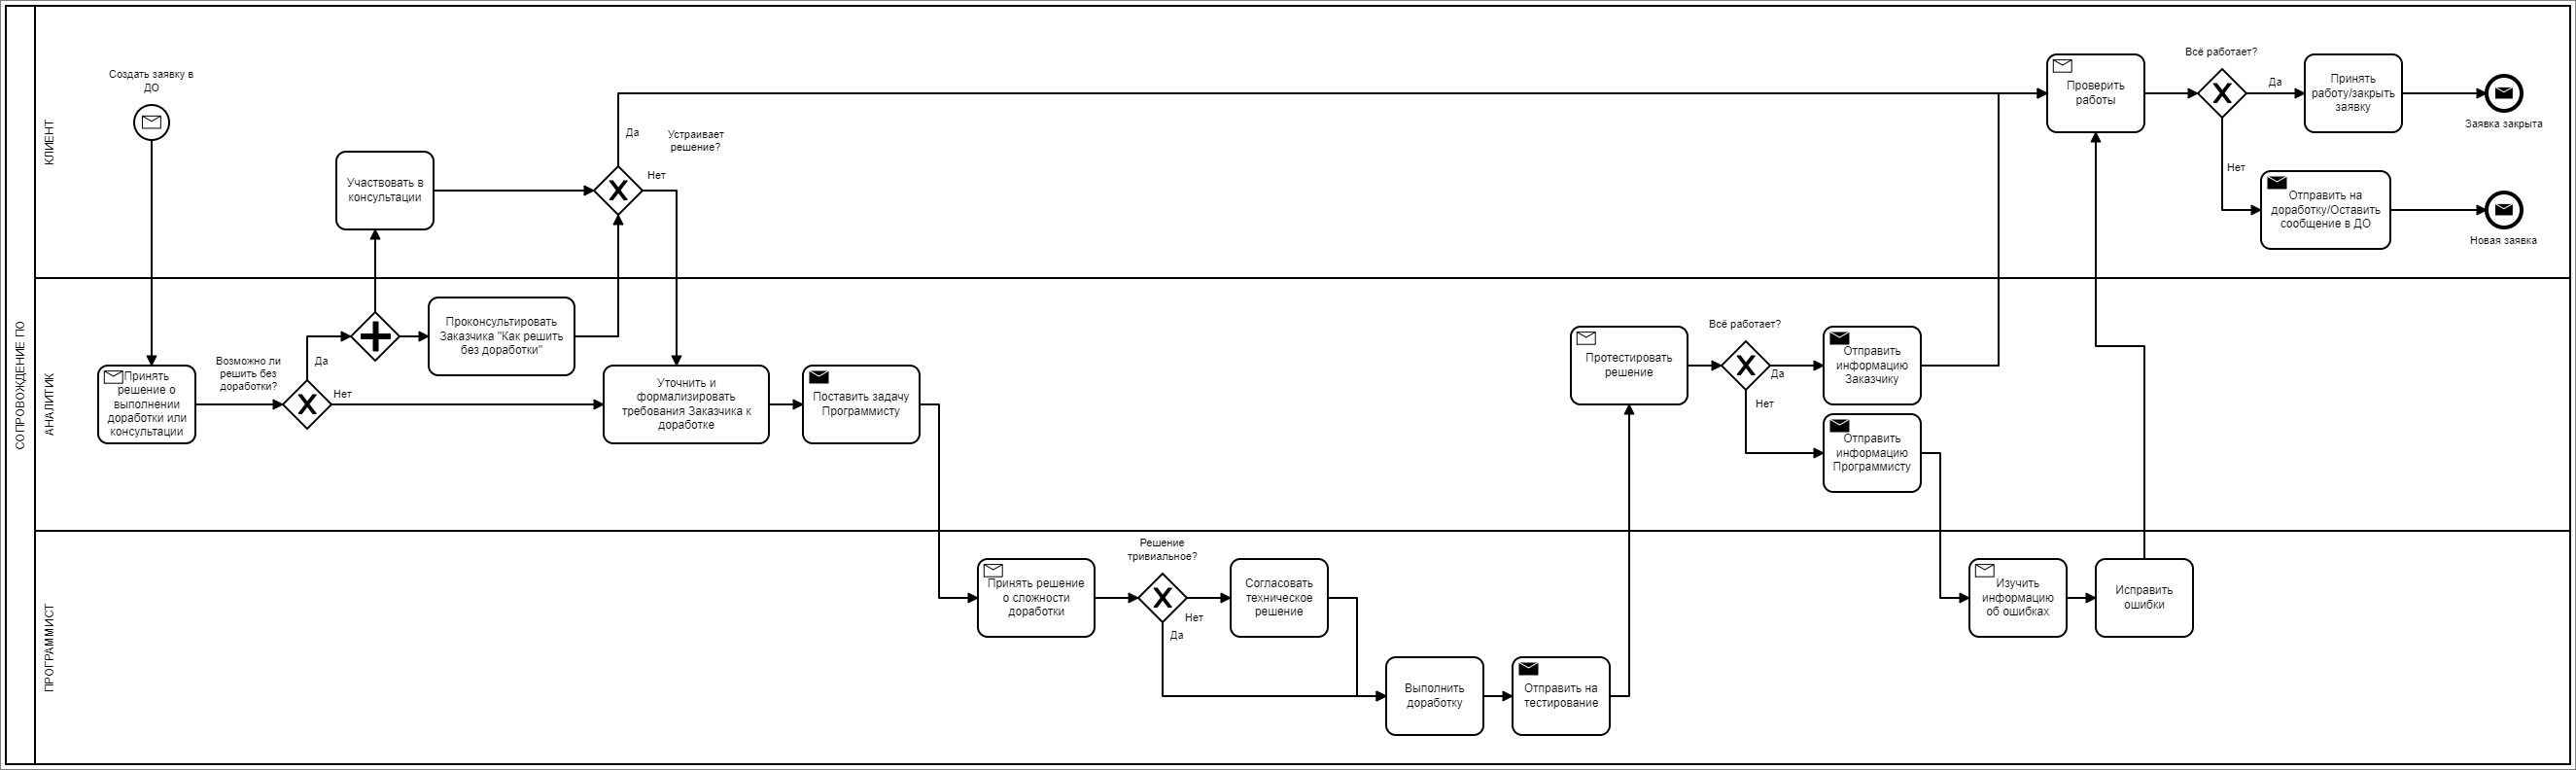 СОПРОВОЖДЕНИЕ ПО
КЛИЕНТ
Создать заявку в
ДО
Участвовать в
консультации
Да
Устраивает
решение?
Нет
Проверить
работы
Всё работает?
Да
Принять
работу/закрыть
заявку
Заявка закрыта
Нет
Отправить на
доработку/Оставить
сообщение в ДО
Новая заявка
АНАЛИТИК
Принять
решение о
выполнении
доработки или
консультации
Возможно ли
решить без
доработки?
Да
Нет
Проконсультировать
Заказчика "Как решить
без доработки"
Уточнить и
формализировать
требования Заказчика к
доработке
Поставить задачу
Программисту
Протестировать
решение
Всё работает?
Да
Нет
Отправить
информацию
Заказчику
Отправить
информацию
Программисту
ПРОГРАММИСТ
Принять решение
о сложности
доработки
Решение
тривиальное?
Нет
Да
Согласовать
техническое
решение
Выполнить
доработку
Отправить на
тестирование
Изучить
информацию
об ошибках
Исправить
ошибки